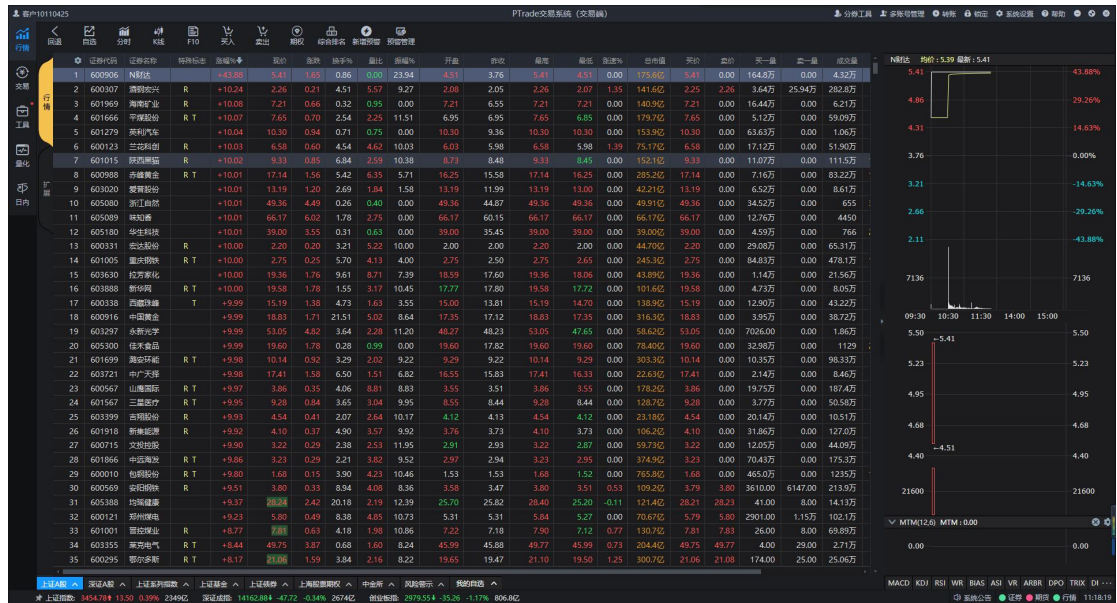 客户10110425 PTrade交易系统（交易端） 分券工具 多账号管理 转账 锁定 系统设置 帮助
行情 回退 自选 分时 K线 F10 买入 卖出 期权 综合排名 新增预警 预警管理
证券代码 证券名称 特殊标志 涨幅% 现价 涨跌 换手% 量比 振幅% 开盘 昨收 最高 最低 涨速% 总市值 买价 卖价 买一量 卖一量 成交量
1 600906 N财达 +43.88 5.41 1.65 0.86 0.00 23.94 4.51 3.76 5.41 4.51 0.00 175.6亿 5.41 0.00 164.8万 0.00 4.32万
2 600307 酒钢宏兴 R +10.24 2.26 0.21 4.51 5.57 9.27 2.08 2.05 2.26 2.07 1.35 141.6亿 2.25 2.26 3.64万 25.94万 282.8万
3 601969 海南矿业 R +10.08 7.21 0.66 0.32 0.95 0.00 7.21 6.55 7.21 7.21 0.00 140.9亿 7.21 0.00 16.44万 0.00 6.21万
4 601666 平煤股份 R T +10.07 7.65 0.70 2.54 2.25 11.51 6.95 6.95 7.65 6.85 0.00 179.7亿 7.65 0.00 5.12万 0.00 59.09万
5 601279 英利汽车 +10.04 10.30 0.94 0.71 0.75 0.00 10.30 9.36 10.30 10.30 0.00 153.9亿 10.30 0.00 63.63万 0.00 1.06万
6 600123 兰花科创 R +10.03 6.58 0.60 4.54 4.62 10.03 6.03 5.98 6.58 5.98 1.39 75.17亿 6.58 0.00 17.12万 0.00 51.90万
7 601015 陕西黑猫 R +10.02 9.33 0.85 6.84 2.59 10.38 8.73 8.48 9.33 8.45 0.00 152.1亿 9.33 0.00 11.07万 0.00 111.5万
8 600988 赤峰黄金 R T +10.01 17.14 1.56 5.42 6.35 5.71 16.25 15.58 17.14 16.25 0.00 285.2亿 17.14 0.00 7.16万 0.00 83.22万
9 603020 爱普股份 +10.01 13.19 1.20 2.69 1.84 1.58 13.19 11.99 13.19 13.00 0.00 42.21亿 13.19 0.00 6.52万 0.00 8.61万
10 605080 浙江自然 +10.01 49.36 4.49 0.26 0.40 0.00 49.36 44.87 49.36 49.36 0.00 49.91亿 49.36 0.00 34.52万 0.00 655
11 605089 味知香 +10.01 66.17 6.02 1.78 2.75 0.00 66.17 60.15 66.17 66.17 0.00 66.17亿 66.17 0.00 12.76万 0.00 4450
12 605180 华生科技 +10.01 39.00 3.55 0.31 0.63 0.00 39.00 35.45 39.00 39.00 0.00 39.00亿 39.00 0.00 4.59万 0.00 766
13 600331 宏达股份 R +10.00 2.20 0.20 3.21 5.22 10.00 2.00 2.00 2.20 2.00 0.00 44.70亿 2.20 0.00 29.08万 0.00 65.31万
14 601005 重庆钢铁 R T +10.00 2.75 0.25 5.70 4.13 4.00 2.75 2.50 2.75 2.65 0.00 245.3亿 2.75 0.00 84.83万 0.00 478.1万
15 603630 拉芳家化 +10.00 19.36 1.76 9.61 8.71 7.39 18.59 17.60 19.36 18.06 0.00 43.89亿 19.36 0.00 1.14万 0.00 21.56万
16 603888 新华网 R T +10.00 19.58 1.78 1.55 3.17 10.45 17.77 17.80 19.58 17.72 0.00 101.6亿 19.58 0.00 4.73万 0.00 8.05万
17 600338 西藏珠峰 T +9.99 15.19 1.38 4.73 1.63 3.55 15.00 13.81 15.19 14.70 0.00 138.9亿 15.19 0.00 12.90万 0.00 43.22万
18 600916 中国黄金 +9.99 18.83 1.71 21.51 5.02 8.64 17.35 17.12 18.83 17.35 0.00 316.3亿 18.83 0.00 3.95万 0.00 38.72万
19 603297 永新光学 +9.99 53.05 4.82 3.64 2.28 11.20 48.27 48.23 53.05 47.65 0.00 58.62亿 53.05 0.00 7026.00 0.00 1.86万
20 605300 佳禾食品 +9.99 19.60 1.78 0.28 0.99 0.00 19.60 17.82 19.60 19.60 0.00 78.40亿 19.60 0.00 32.98万 0.00 1129
21 601699 潞安环能 R T +9.98 10.14 0.92 3.29 2.02 9.22 9.29 9.22 10.14 9.29 0.00 303.3亿 10.14 0.00 10.35万 0.00 98.33万
22 603721 中广天择 +9.98 17.41 1.58 6.50 1.51 6.82 16.55 15.83 17.41 16.33 0.00 22.63亿 17.41 0.00 2.14万 0.00 8.46万
23 600567 山鹰国际 R T +9.97 3.86 0.35 4.06 8.81 8.83 3.55 3.51 3.86 3.55 0.00 178.2亿 3.86 0.00 19.75万 0.00 187.4万
24 601567 三星医疗 R T +9.95 9.28 0.84 3.65 3.04 9.95 8.55 8.44 9.28 8.44 0.00 128.7亿 9.28 0.00 3.77万 0.00 50.58万
25 603399 吉翔股份 R +9.93 4.54 0.41 2.07 2.64 10.17 4.12 4.13 4.54 4.12 0.00 23.18亿 4.54 0.00 20.14万 0.00 10.51万
26 601918 新集能源 R +9.92 4.10 0.37 4.90 3.57 9.92 3.76 3.73 4.10 3.73 0.00 106.2亿 4.10 0.00 31.86万 0.00 127.0万
27 600715 文投控股 +9.90 3.22 0.29 2.38 2.53 11.95 2.91 2.93 3.22 2.87 0.00 59.73亿 3.22 0.00 12.05万 0.00 44.09万
28 601866 中远海发 R T +9.86 3.23 0.29 2.21 3.82 9.52 2.97 2.94 3.23 2.95 0.00 374.9亿 3.23 0.00 70.43万 0.00 175.3万
29 600010 包钢股份 R T +9.80 1.68 0.15 3.90 4.23 10.46 1.53 1.53 1.68 1.52 0.00 765.8亿 1.68 0.00 465.0万 0.00 1235万
30 600569 安阳钢铁 R +9.51 3.80 0.33 8.94 4.08 8.36 3.58 3.47 3.80 3.51 0.53 109.2亿 3.79 3.80 3610.00 6147.00 213.9万
31 605388 均瑶健康 +9.37 28.24 2.42 20.18 2.19 12.39 25.70 25.82 28.40 25.20 -0.11 121.4亿 28.21 28.23 41.00 8.00 14.13万
32 600121 郑州煤电 +9.23 5.80 0.49 8.38 4.85 10.73 5.31 5.31 5.84 5.27 0.00 70.67亿 5.79 5.80 2901.00 1.15万 102.1万
33 601001 晋控煤业 R +8.77 7.81 0.63 4.18 1.98 10.86 7.22 7.18 7.90 7.12 0.77 130.7亿 7.81 7.83 26.00 8.00 69.89万
34 603355 莱克电气 R T +8.44 49.75 3.87 0.68 1.60 8.24 45.99 45.88 49.77 45.99 0.73 204.4亿 49.75 49.77 4.00 29.00 2.71万
35 600295 鄂尔多斯 R T +8.17 21.06 1.59 3.84 2.16 8.22 19.65 19.47 21.10 19.50 1.25 300.7亿 21.06 21.08 174.00 25.00 25.06万
交易
工具
量化
日内
行情
扩展
N财达 均价: 5.39 最新: 5.41
5.41 43.88%
4.86 29.26%
4.31 14.63%
3.76 0.00%
3.21 -14.63%
2.66 -29.26%
2.11 -43.88%
7136 7136
09:30 10:30 11:30 14:00 15:00
5.50 5.41 5.50
5.23 5.23
4.95 4.95
4.68 4.68
4.51
4.40 4.40
21600 21600
MTM(12,6) MTM : 0.00
0.00 0.00
上证A股 深证A股 上证系列指数 上证基金 上证债券 上海股票期权 中金所 风险警示 我的自选 MACD KDJ RSI WR BIAS ASI VR ARBR DPO TRIX DI
上证指数: 3454.78 13.50 0.39% 2349亿 深证成指: 14162.88 -47.72 -0.34% 2674亿 创业板指: 2979.55 -35.26 -1.17% 806.8亿 系统公告 交易 期货 行情 11:18:19